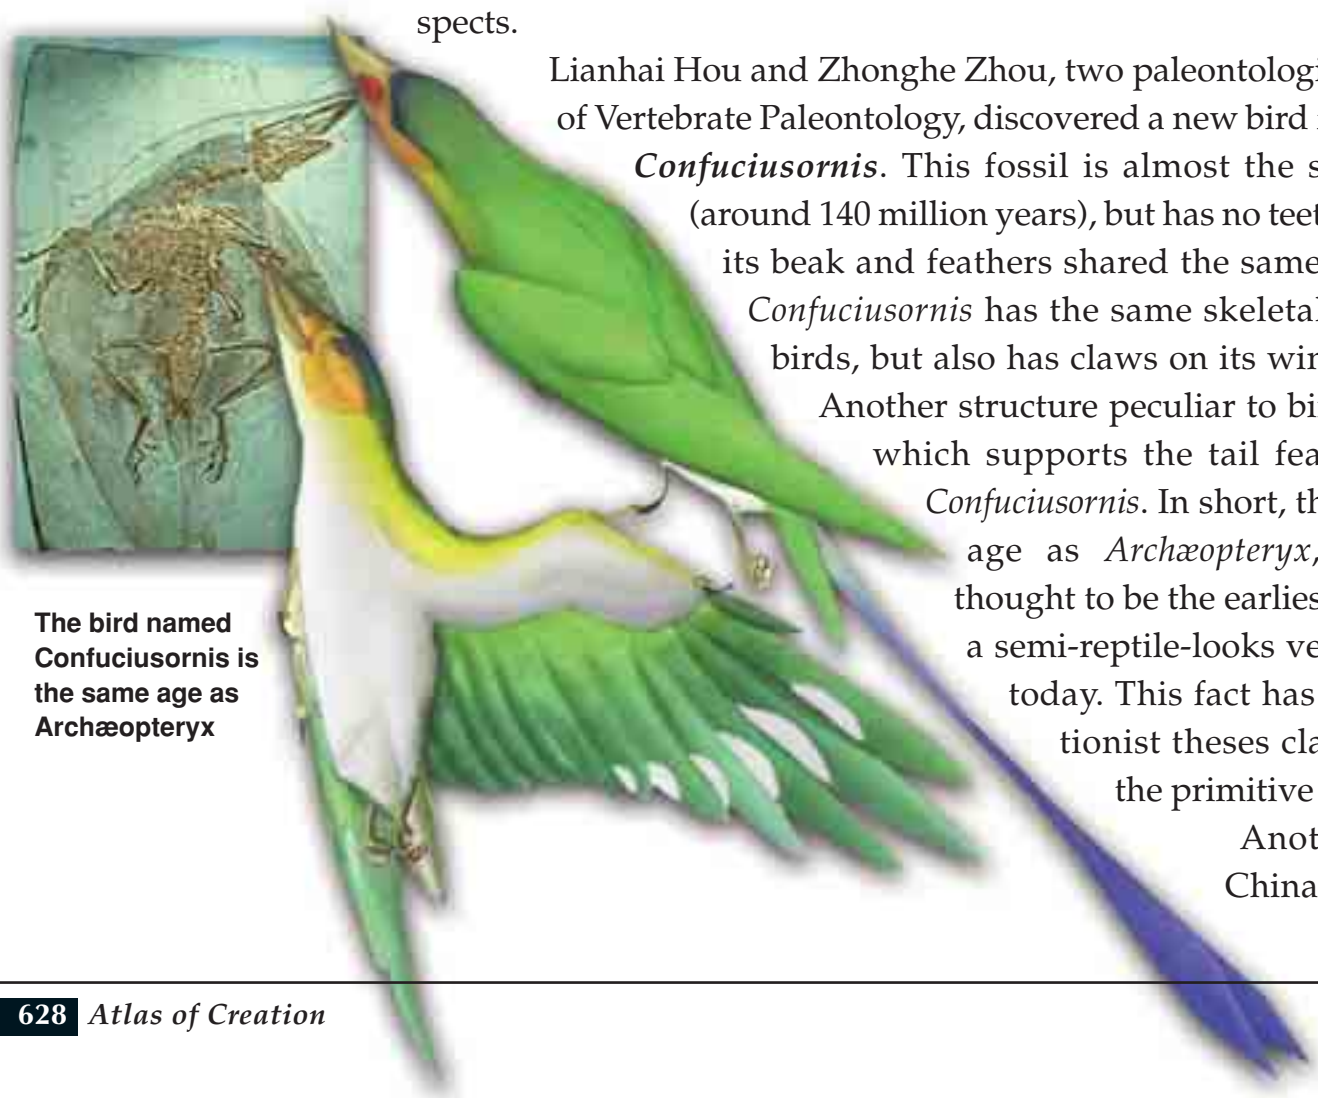 spects.
Lianhai Hou and Zhonghe Zhou, two paleontologi
of Vertebrate Paleontology, discovered a new bird
Confuciusornis. This fossil is almost the s
(around 140 million years), but has no teet
its beak and feathers shared the same
Confuciusornis has the same skeletal
birds, but also has claws on its win
Another structure peculiar to bi
which supports the tail fea
Confuciusornis. In short, th
age as Archæopteryx,
thought to be the earlies
a semi-reptile-looks ve
today. This fact has
tionist theses cla
the primitive
Anot
China
The bird named
Confuciusornis is
the same age as
Archæopteryx
628 Atlas of Creation